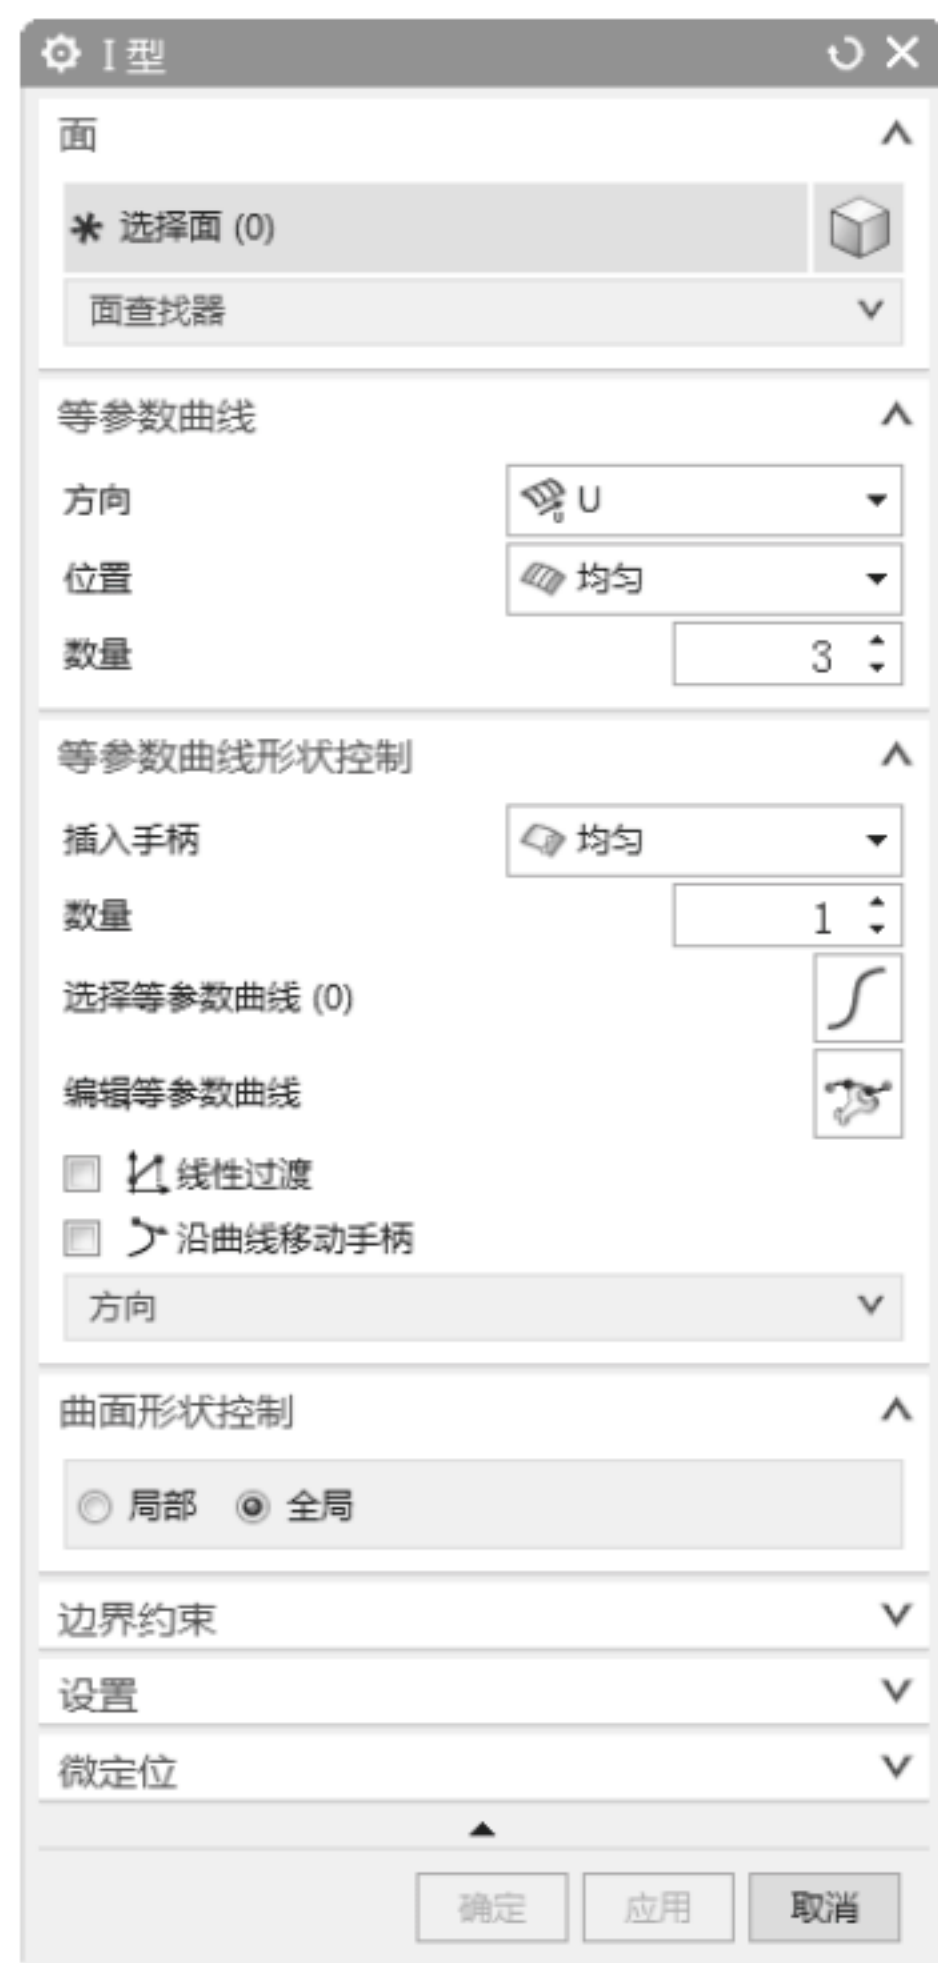 I型
面
选择面 (0)
面查找器
等参数曲线
方向 U
位置 均匀
数量 3
等参数曲线形状控制
插入手柄 均匀
数量 1
选择等参数曲线 (0)
编辑等参数曲线
线性过渡
沿曲线移动手柄
方向
曲面形状控制
局部 全局
边界约束
设置
微定位
确定 应用 取消